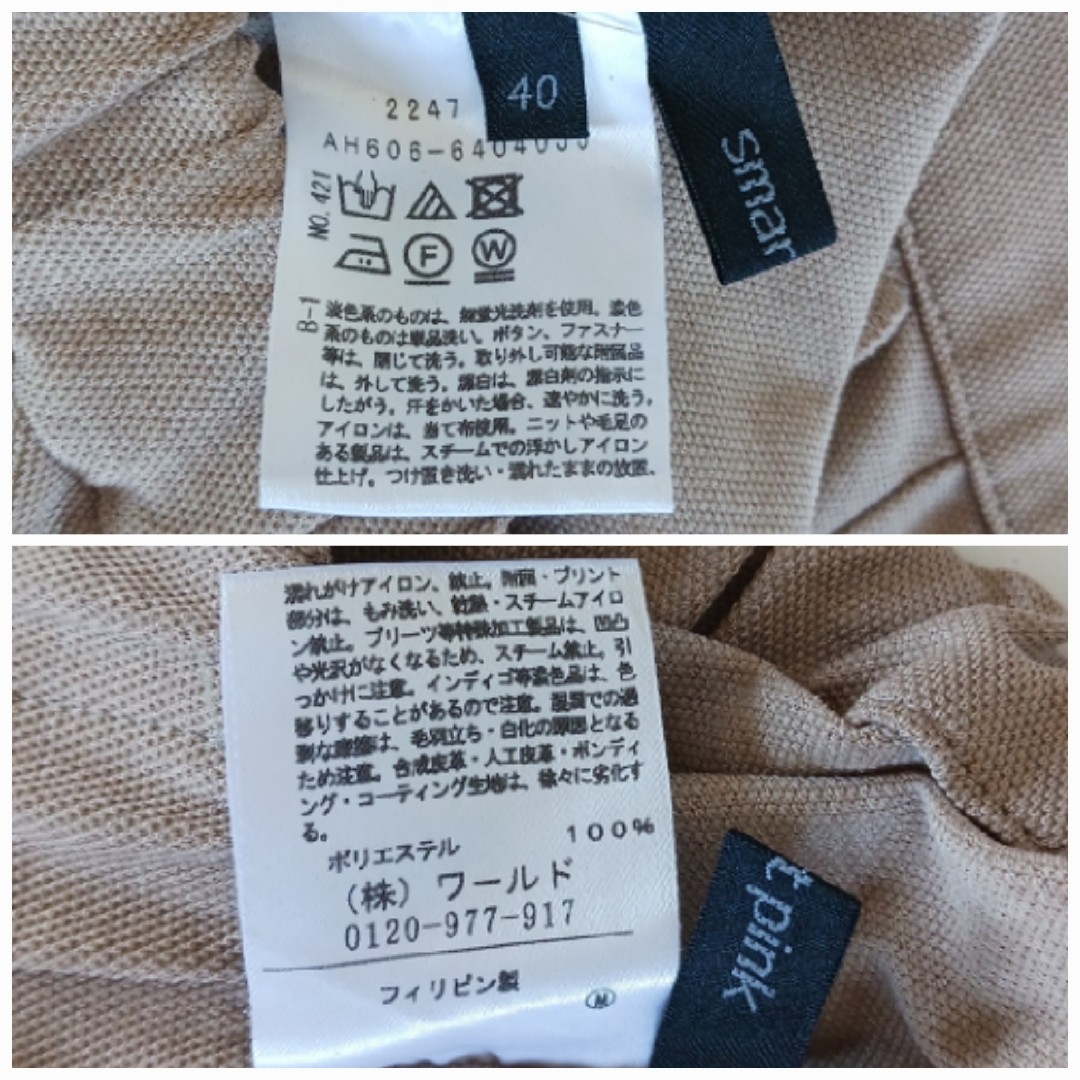 40
2247
smar
NO.421
F
W
B-1
淡色系のものは、無蛍光洗剤を使用。濃色
系のものは単品洗い。ボタン、ファスナー
等は、閉じて洗う。取り外し可能な附属品
は、外して洗う。漂白は、漂白剤の指示に
したがう。汗をかいた場合、速やかに洗う。
アイロンは、当て布使用。ニットや毛足の
ある製品は、スチームでの浮かしアイロン
仕上げ。つけ置き洗い・濡れたままの放置、
濡れがけアイロン、禁止。附属・プリント
部分は、もみ洗い、乾熱・スチームアイロ
ン禁止。プリーツ等特殊加工製品は、凹凸
や光沢がなくなるため、スチーム禁止。引
っかけに注意。インディゴ等濃色品は、色
移りすることがあるので注意。着用での過
剰な摩擦は、毛羽立ち・白化の原因となる
ため注意。合成皮革・人工皮革・ボンディ
ング・コーティング生地は、徐々に劣化す
る。
ポリエステル 100%
(株) ワールド
0120-977-917
フィリピン製
M
t pink